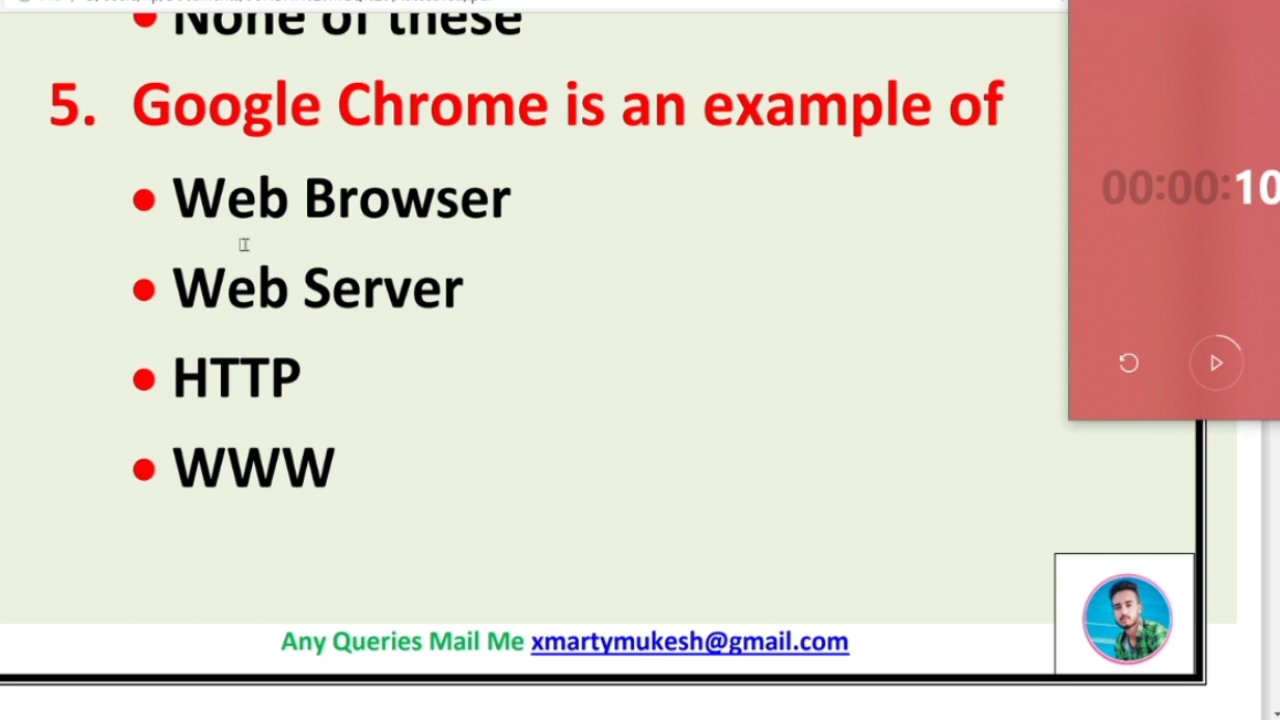 None of these
5. Google Chrome is an example of
• Web Browser
• Web Server
• HTTP
• WWW
00:00:10
Any Queries Mail Me xmartymukesh@gmail.com